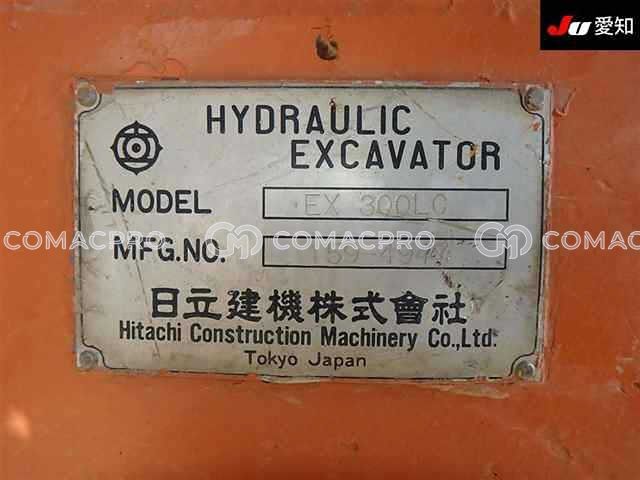 JU 愛知
HYDRAULIC
EXCAVATOR
MODEL EX 300LC
MFG.NO.
COMACPRO COMACPRO COMAC
日立建機株式會社
Hitachi Construction Machinery Co.,Ltd.
Tokyo Japan